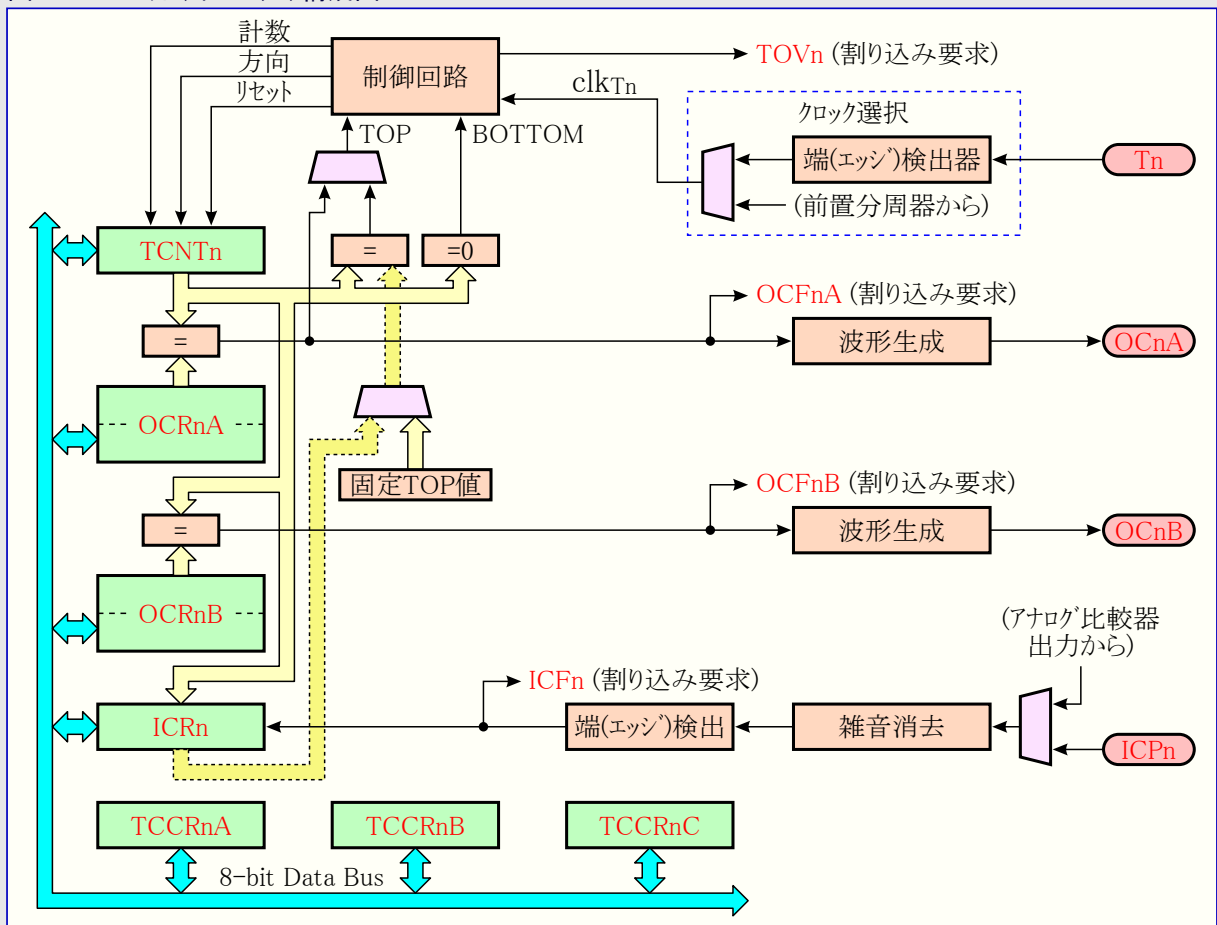 計数
方向
リセット
制御回路
TOVn (割り込み要求)
clkTn
TOP
BOTTOM
クロック選択
端(エッジ)検出器
(前置分周器から)
Tn
TCNTn
=
=0
OCFnA (割り込み要求)
=
波形生成
OCnA
OCRnA
固定TOP値
OCFnB (割り込み要求)
=
波形生成
OCnB
OCRnB
(アナログ比較器
出力から)
ICFn (割り込み要求)
ICRn
端(エッジ)検出
雑音消去
ICPn
TCCRnA
TCCRnB
TCCRnC
8-bit Data Bus